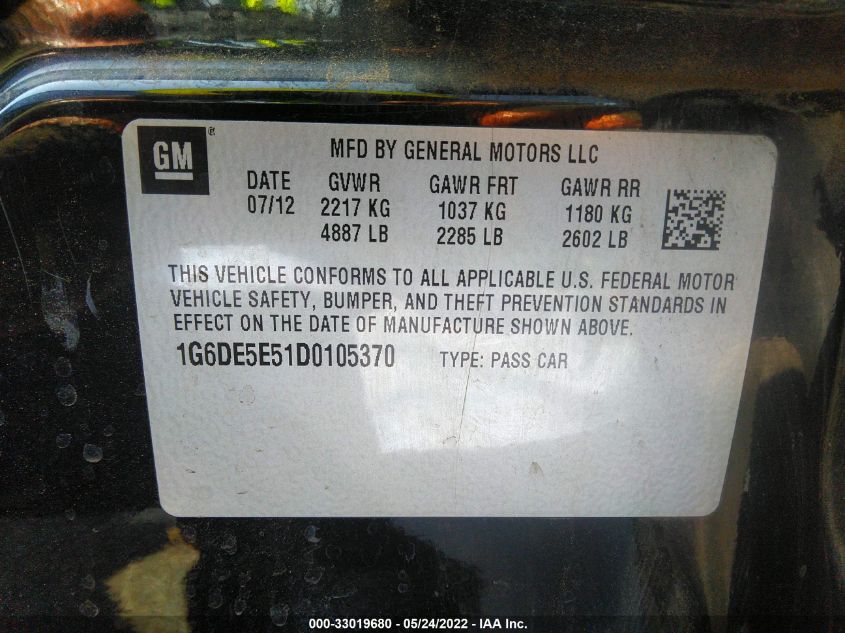 GM®
MFD BY GENERAL MOTORS LLC
DATE GVWR GAWR FRT GAWR RR
07/12 2217 KG 1037 KG 1180 KG
4887 LB 2285 LB 2602 LB
THIS VEHICLE CONFORMS TO ALL APPLICABLE U.S. FEDERAL MOTOR
VEHICLE SAFETY, BUMPER, AND THEFT PREVENTION STANDARDS IN
EFFECT ON THE DATE OF MANUFACTURE SHOWN ABOVE.
1G6DE5E51D0105370 TYPE: PASS CAR
000-33019680 - 05/24/2022 - IAA Inc.